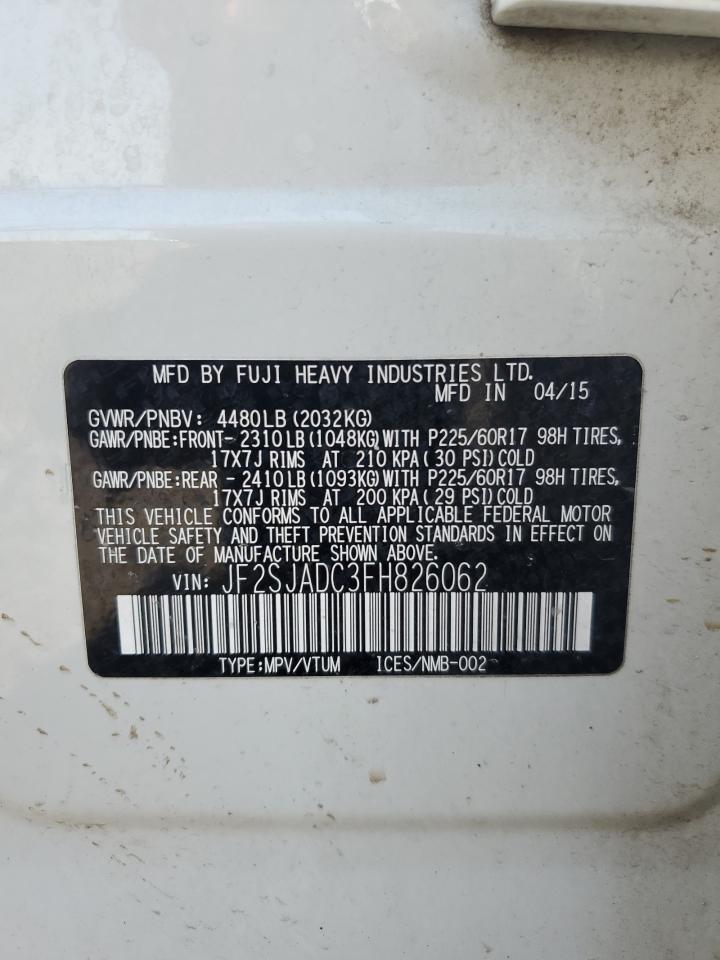 MFD BY FUJI HEAVY INDUSTRIES LTD.
MFD IN 04/15
GVWR/PNBV: 4480LB (2032KG)
GAWR/PNBE:FRONT- 2310LB (1048KG) WITH P225/60R17 98H TIRES,
17X7J RIMS AT 210 KPA ( 30 PSI) COLD
GAWR/PNBE:REAR - 2410LB (1093KG) WITH P225/60R17 98H TIRES,
17X7J RIMS AT 200 KPA ( 29 PSI) COLD
THIS VEHICLE CONFORMS TO ALL APPLICABLE FEDERAL MOTOR
VEHICLE SAFETY AND THEFT PREVENTION STANDARDS IN EFFECT ON
THE DATE OF MANUFACTURE SHOWN ABOVE.
VIN: JF2SJADC3FH826062
TYPE:MPV/VTUM ICES/NMB-002